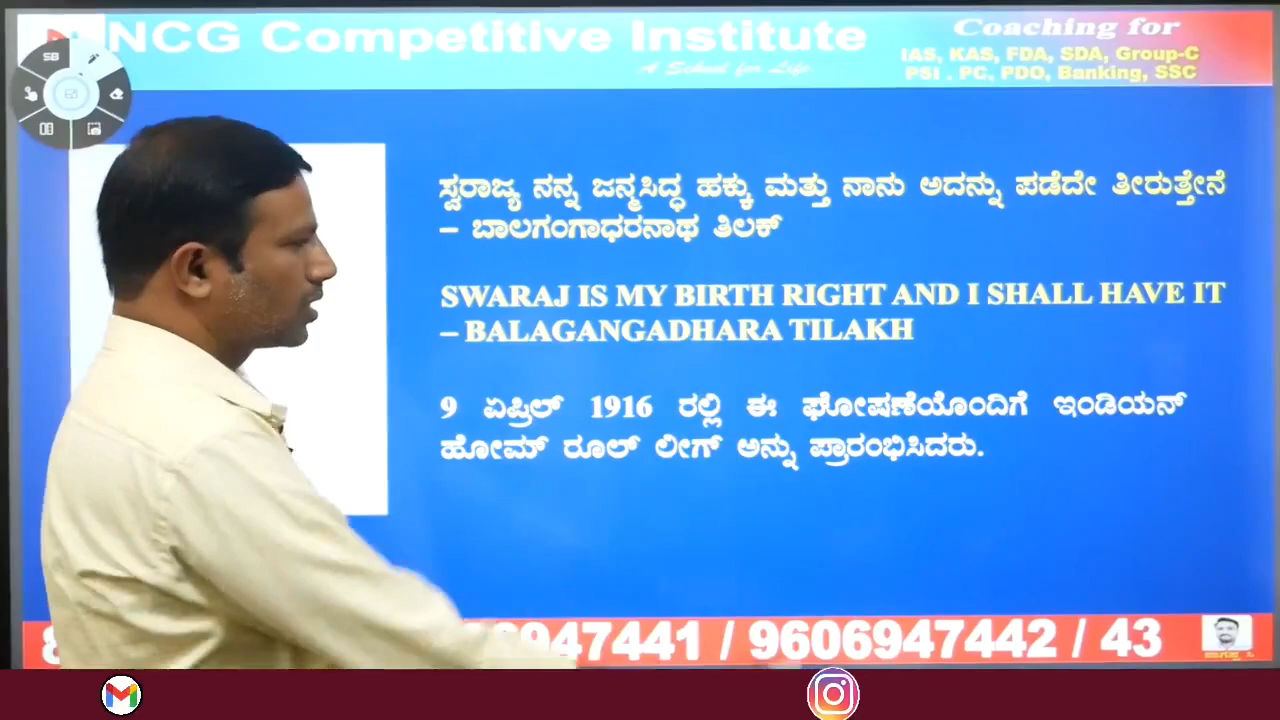 NCG Competitive Institute
A School for Life
Coaching for
IAS, KAS, FDA, SDA, Group-C
PSI . PC, PDO, Banking, SSC
SB
ಸ್ವರಾಜ್ಯ ನನ್ನ ಜನ್ಮಸಿದ್ಧ ಹಕ್ಕು ಮತ್ತು ನಾನು ಅದನ್ನು ಪಡೆದೇ ತೀರುತ್ತೇನೆ
– ಬಾಲಗಂಗಾಧರನಾಥ ತಿಲಕ್
SWARAJ IS MY BIRTH RIGHT AND I SHALL HAVE IT
– BALAGANGADHARA TILAKH
9 ಏಪ್ರಿಲ್ 1916 ರಲ್ಲಿ ಈ ಘೋಷಣೆಯೊಂದಿಗೆ ಇಂಡಿಯನ್
ಹೋಮ್ ರೂಲ್ ಲೀಗ್ ಅನ್ನು ಪ್ರಾರಂಭಿಸಿದರು.
947441 / 9606947442 / 43